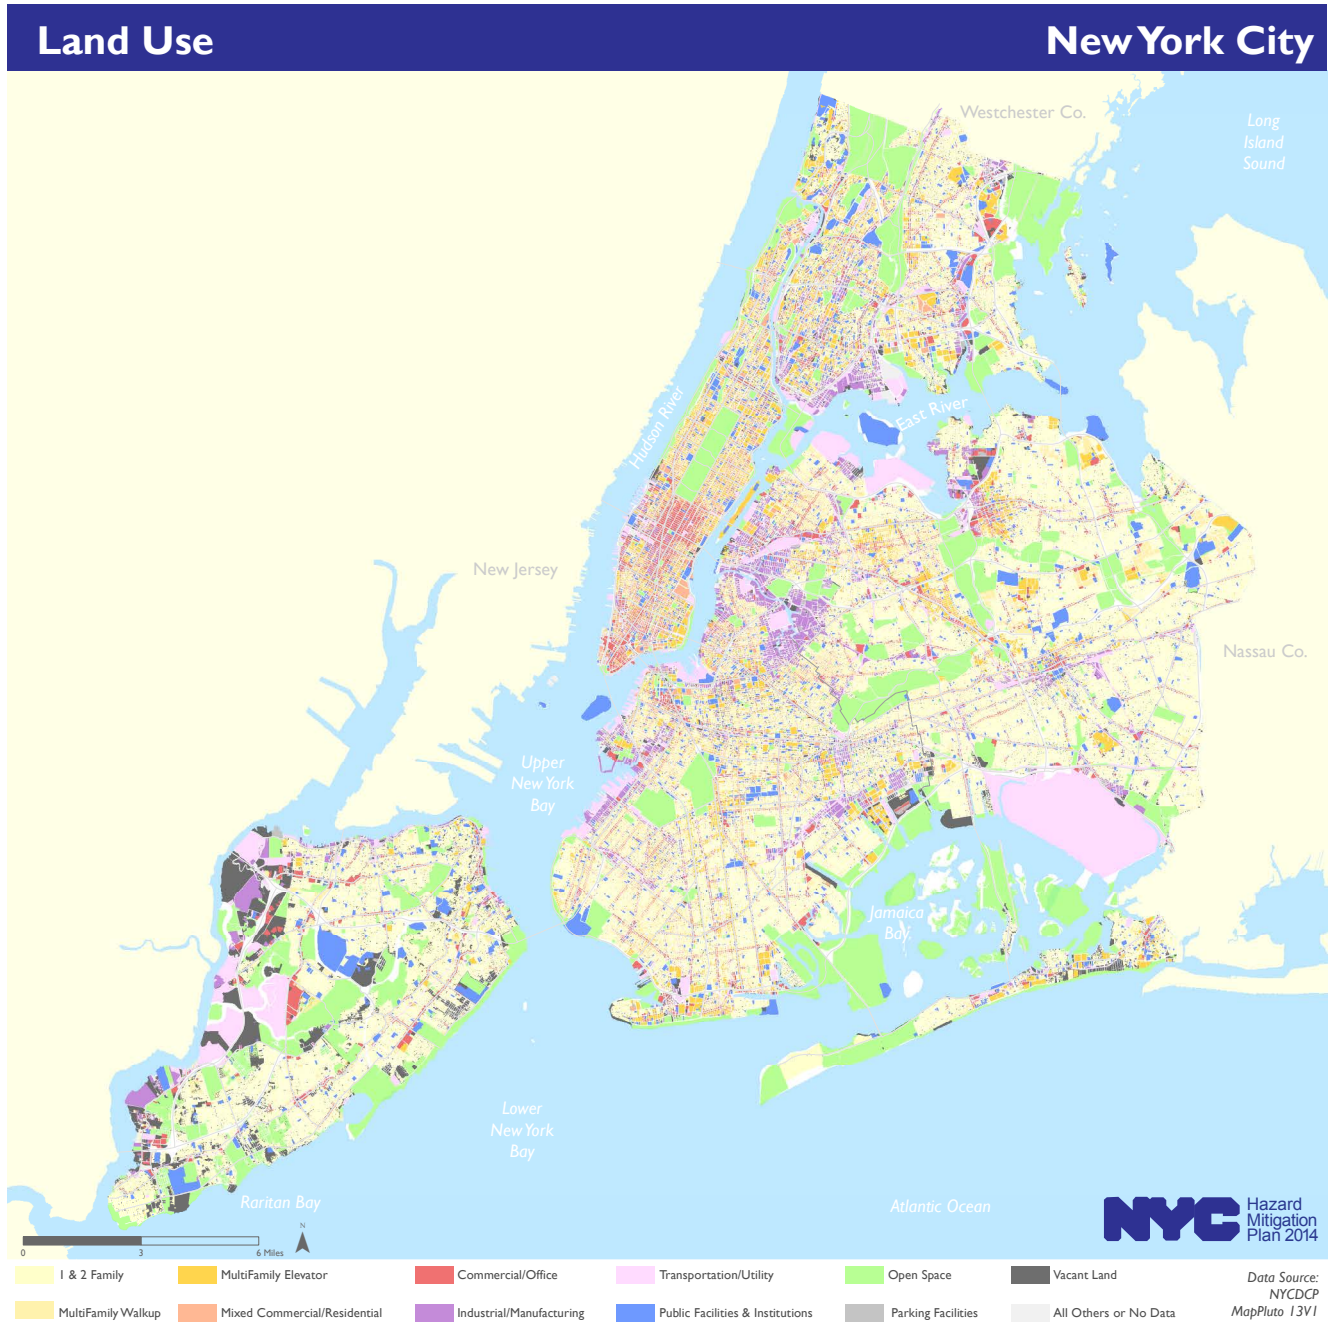 Land Use
New York City
Westchester Co.
Long
Island
Sound
Hudson River
East River
New Jersey
Nassau Co.
Upper
New York
Bay
Jamaica
Bay
Lower
New York
Bay
Raritan Bay
Atlantic Ocean
N
0 3 6 Miles
NYC
Hazard
Mitigation
Plan 2014
1 & 2 Family
MultiFamily Elevator
Commercial/Office
Transportation/Utility
Open Space
Vacant Land
MultiFamily Walkup
Mixed Commercial/Residential
Industrial/Manufacturing
Public Facilities & Institutions
Parking Facilities
All Others or No Data
Data Source:
NYCDCP
MapPluto 13V1